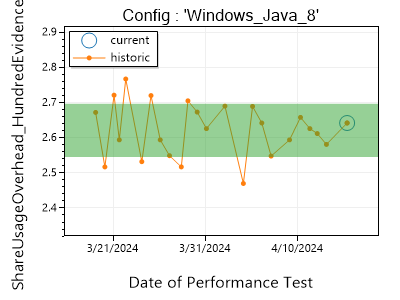 Config : 'Windows_Java_8'
ShareUsageOverhead_HundredEvidence
2.9
2.8
2.7
2.6
2.5
2.4
current
historic
3/21/2024
3/31/2024
4/10/2024
Date of Performance Test